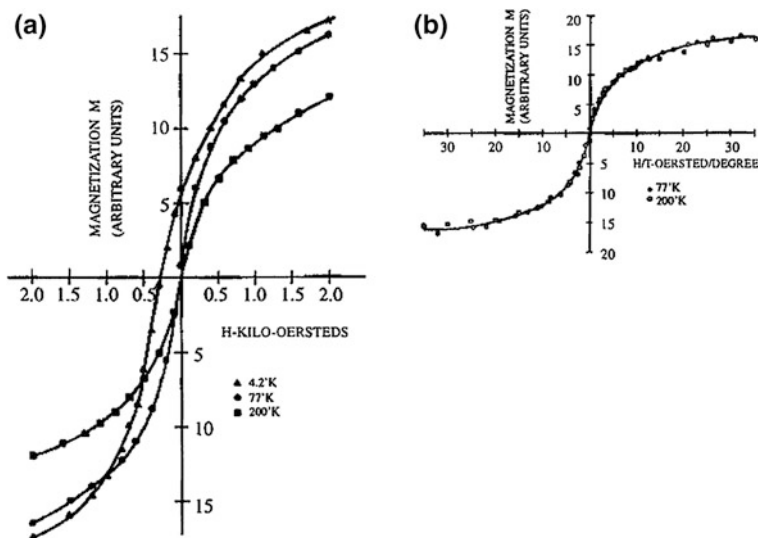 (a)
15
10
5
MAGNETIZATION M
(ARBITRARY UNITS)
2.0 1.5 1.0 0.5 0.5 1.0 1.5 2.0
H-KILO-OERSTEDS
5
10
15
4.2°K
77°K
200°K
(b)
20
15
10
5
MAGNETIZATION M
(ARBITRARY UNITS)
30 20 10 10 20 30
H/T-OERSTED/DEGREE
5
10
15
20
77°K
200°K